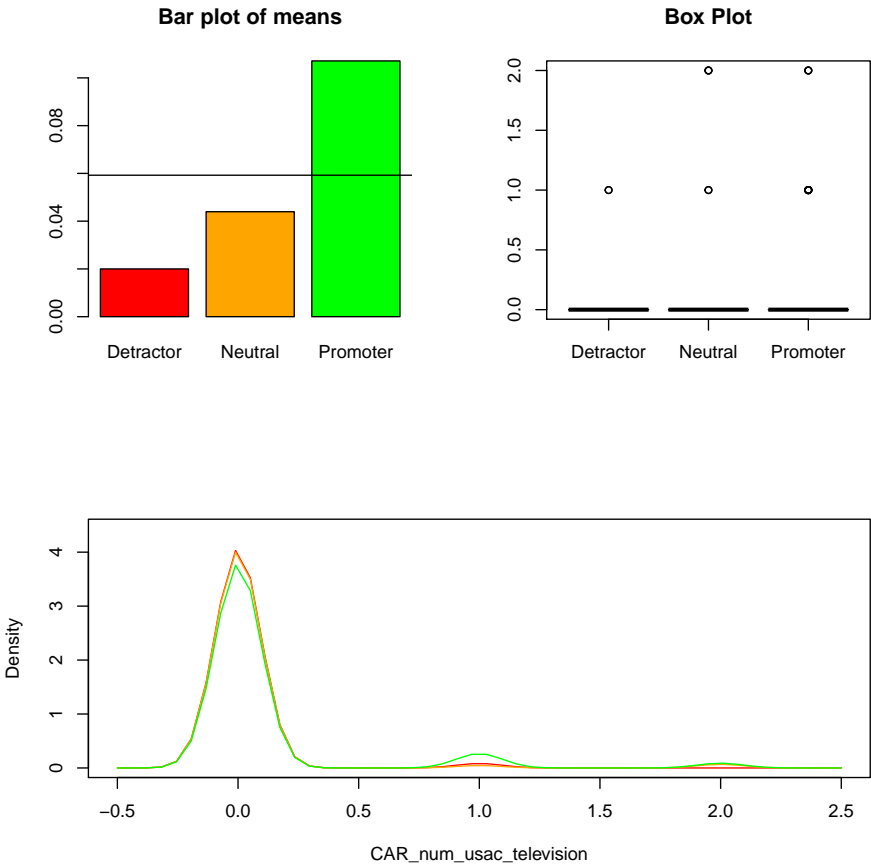 Bar plot of means
0.00
0.04
0.08
Detractor Neutral Promoter
Box Plot
0.0
0.5
1.0
1.5
2.0
Detractor Neutral Promoter
Density
0
1
2
3
4
−0.5 0.0 0.5 1.0 1.5 2.0 2.5
CAR_num_usac_television